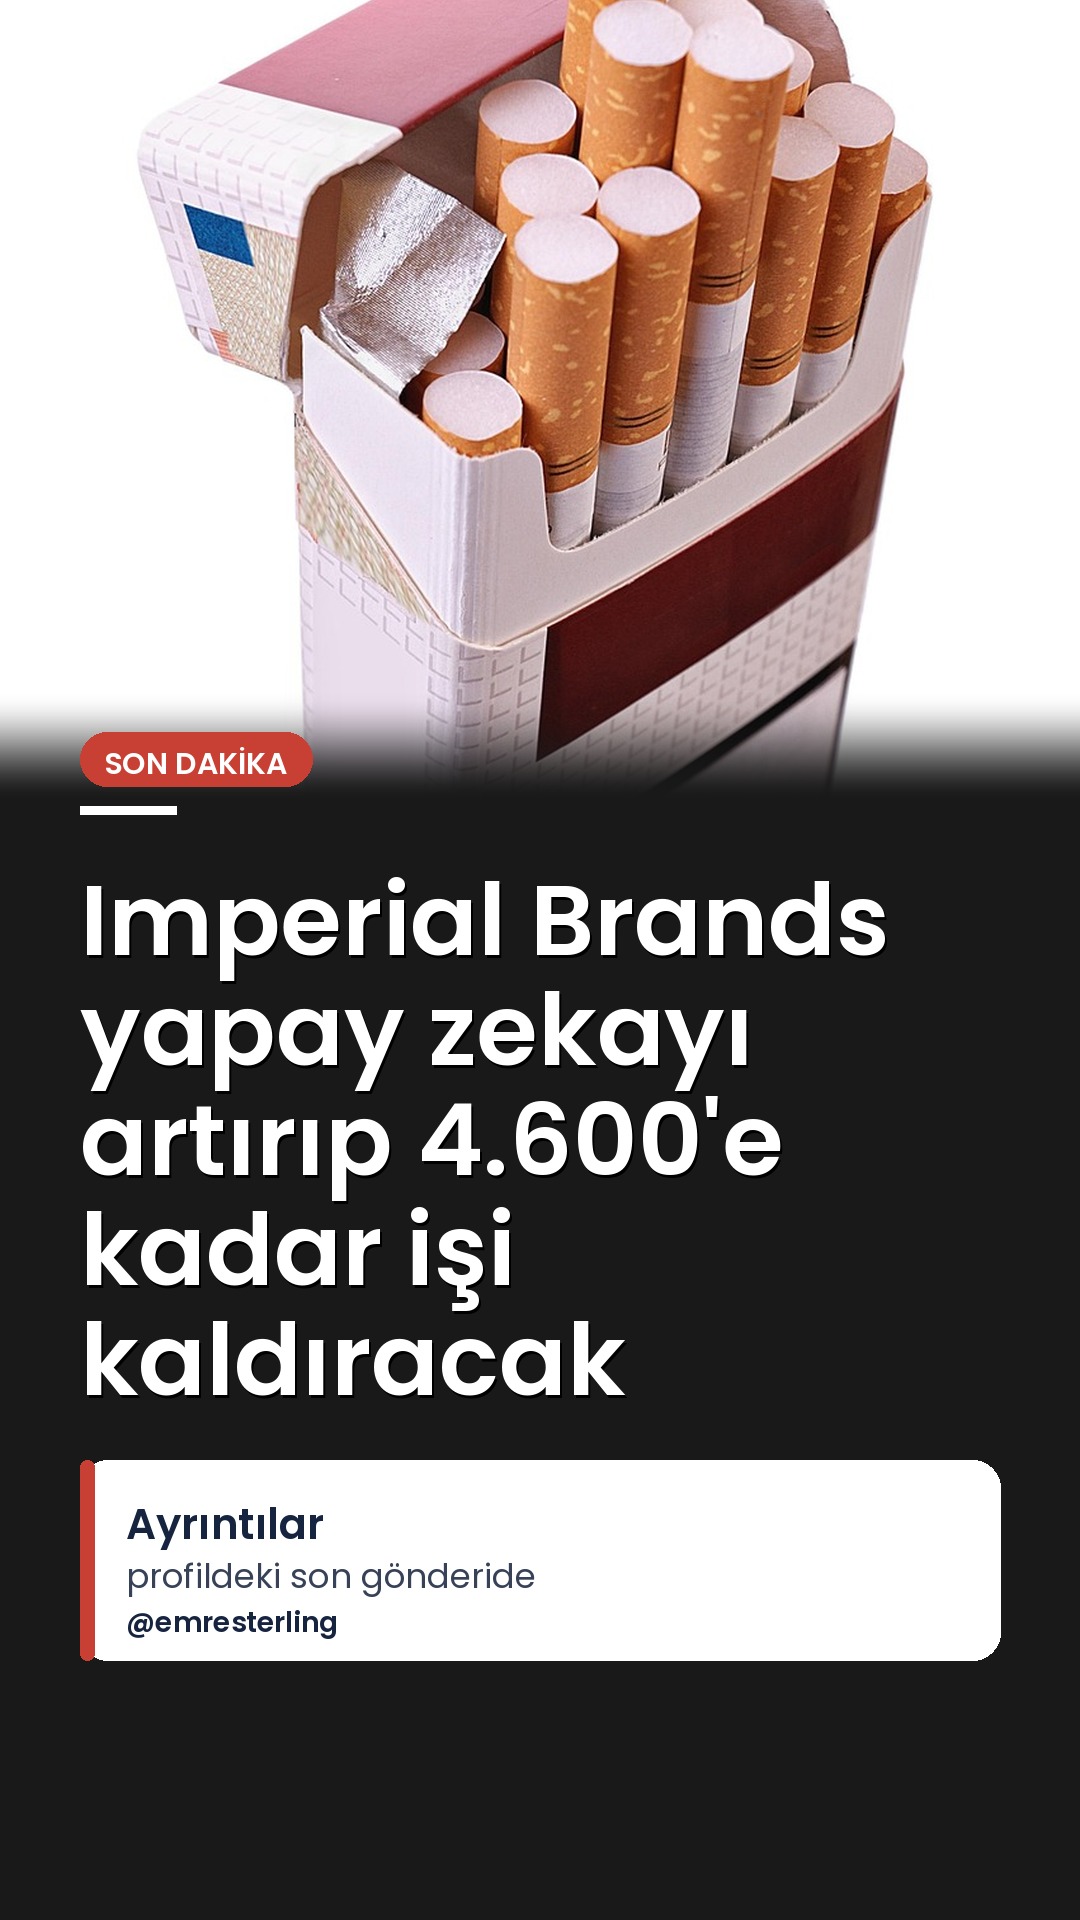 SON DAKİKA
Imperial Brands
yapay zekayı
artırıp 4.600'e
kadar işi
kaldıracak
Ayrıntılar
profildeki son gönderide
@emresterling